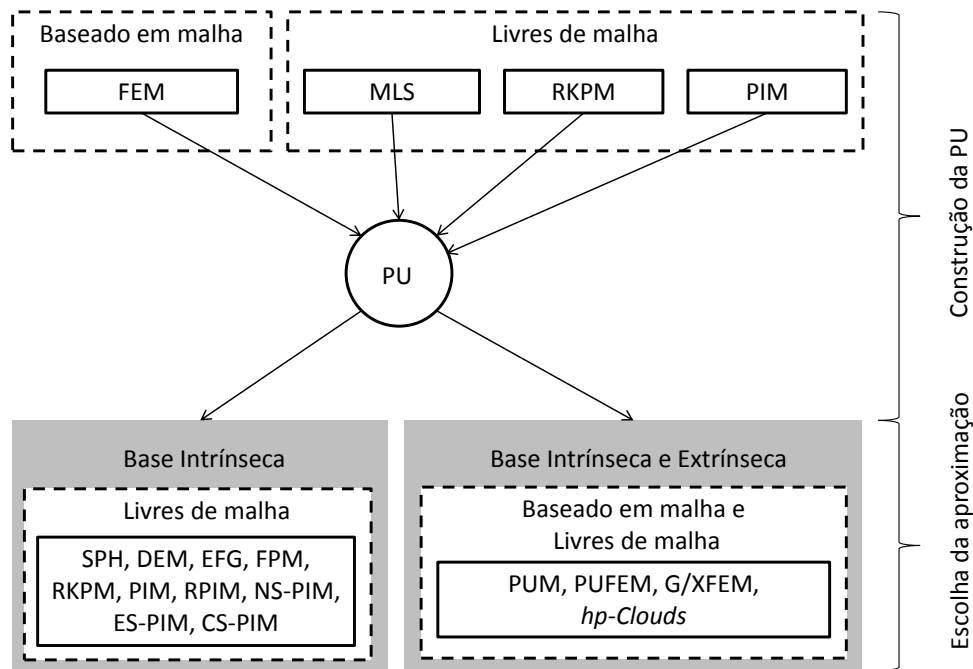 Baseado em malha
Livres de malha
FEM
MLS
RKPM
PIM
Construção da PU
PU
Escolha da aproximação
Base Intrínseca
Livres de malha
SPH, DEM, EFG, FPM,
RKPM, PIM, RPIM, NS-PIM,
ES-PIM, CS-PIM
Base Intrínseca e Extrínseca
Baseado em malha e
Livres de malha
PUM, PUFEM, G/XFEM,
hp-Clouds